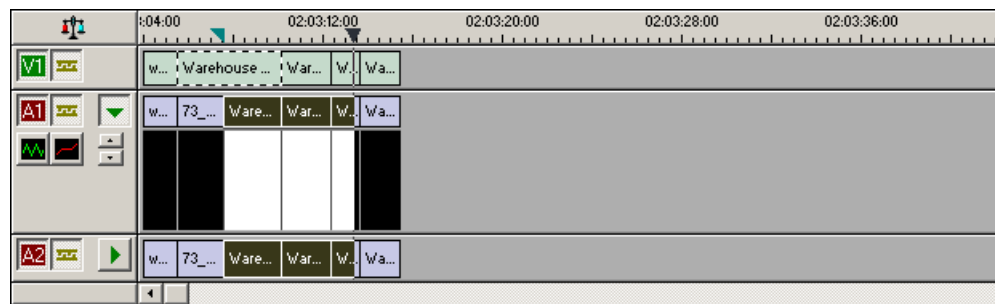 :04:00 02:03:12:00 02:03:20:00 02:03:28:00 02:03:36:00
V1 w... Warehouse ... War... W.. Wa...
A1 w... 73_... Ware... War... W.. Wa...
A2 w... 73_... Ware... War... W.. Wa...